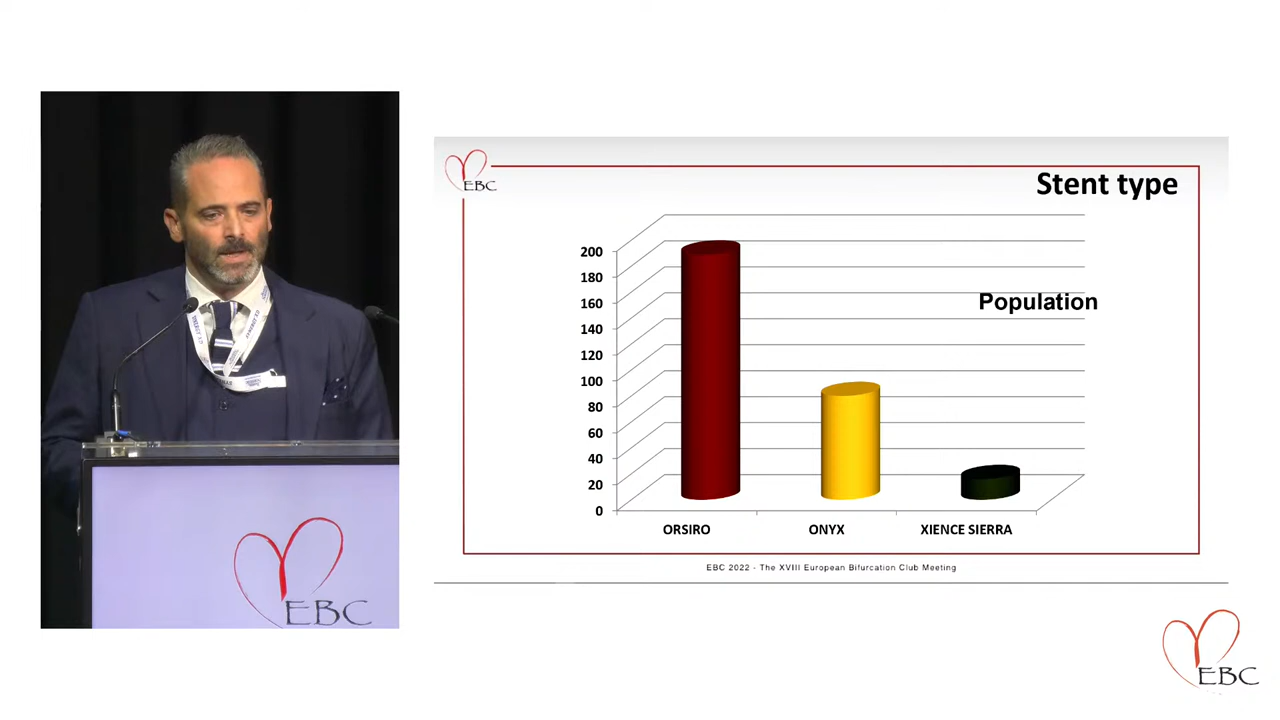 EBC
Stent type
200
180
160
140
120
100
80
60
40
20
0
Population
ORSIRO
ONYX
XIENCE SIERRA
EBC 2022 - The XVIII European Bifurcation Club Meeting
EBC
EBC